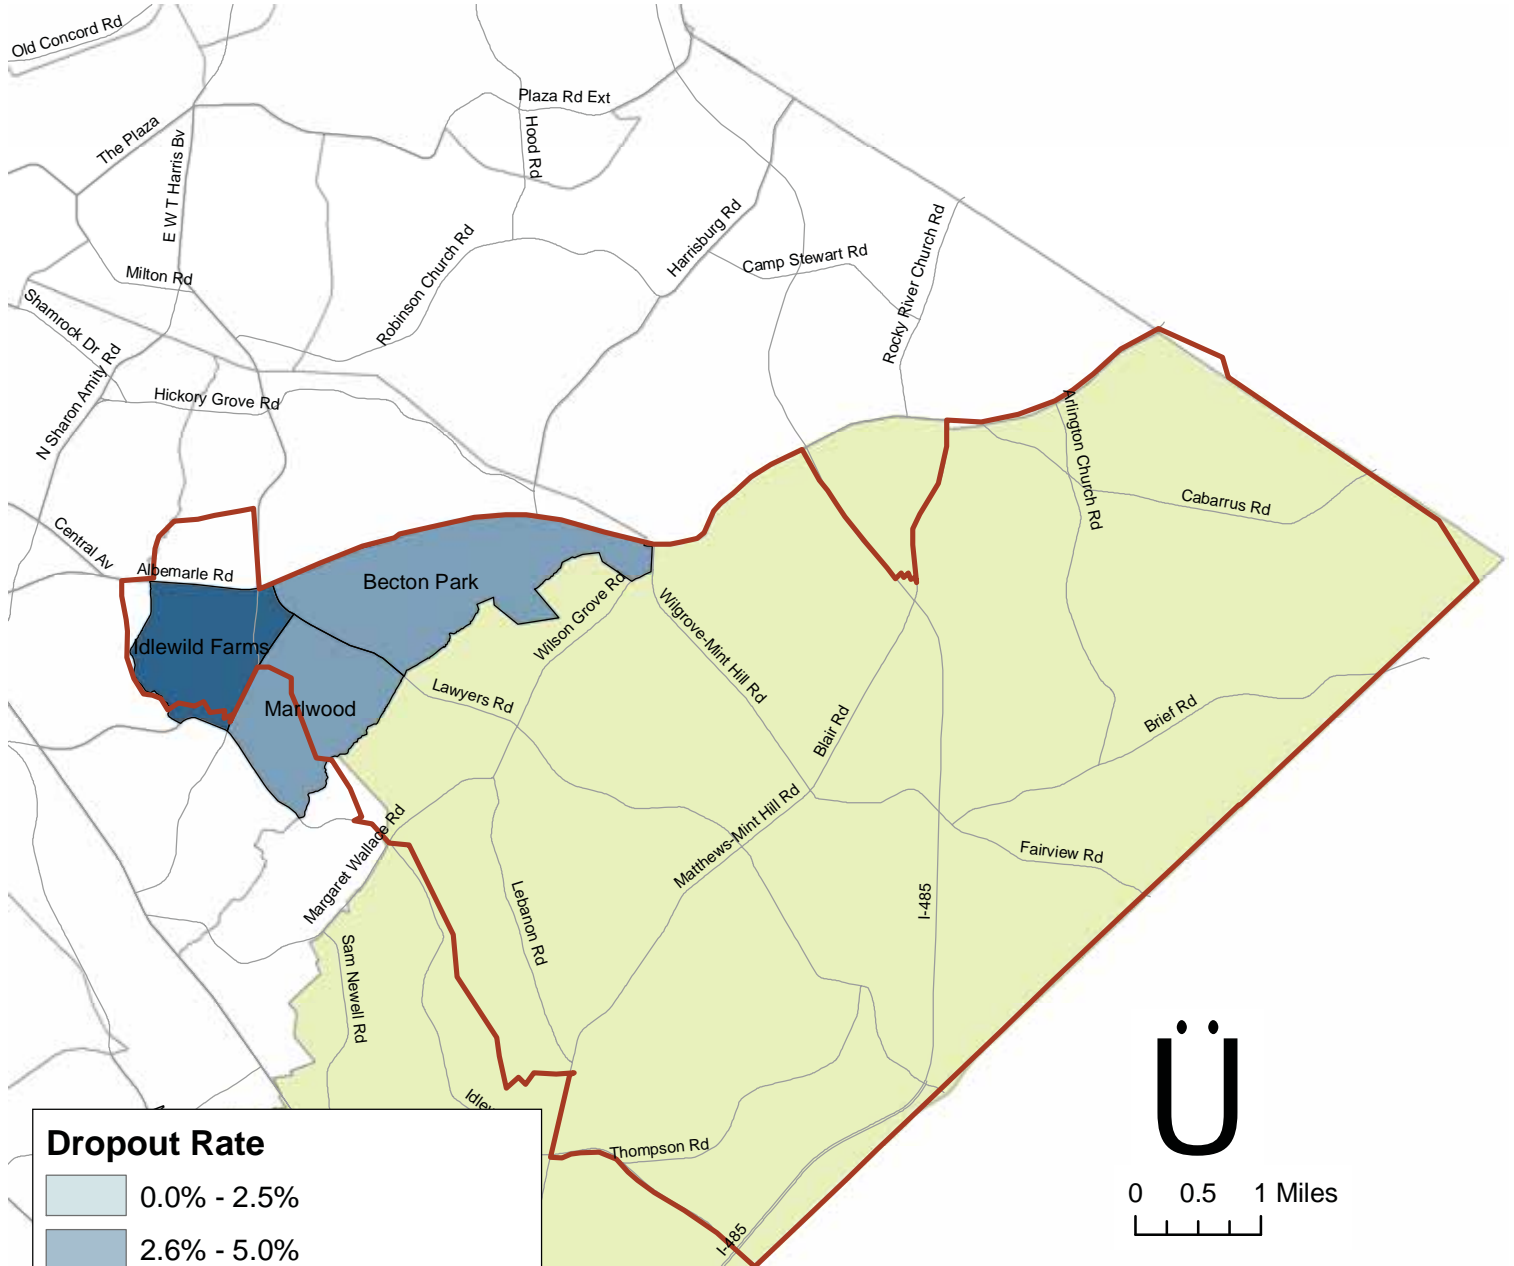 Old Concord Rd
Plaza Rd Ext
The Plaza
Hood Rd
E W T Harris Bv
Harrisburg Rd
Rocky River Church Rd
Robinson Church Rd
Camp Stewart Rd
Milton Rd
Shamrock Dr
N Sharon Amity Rd
Hickory Grove Rd
Arlington Church Rd
Cabarrus Rd
Central Av
Albemarle Rd
Becton Park
Wilson Grove Rd
Wilgrove-Mint Hill Rd
Idlewild Farms
Lawyers Rd
Marlwood
Blair Rd
Brief Rd
Matthews-Mint Hill Rd
Margaret Wallace Rd
Fairview Rd
I-485
Lebanon Rd
Sam Newell Rd
Ü
Thompson Rd
I-485
Dropout Rate
0.0% - 2.5%
2.6% - 5.0%
0 0.5 1 Miles